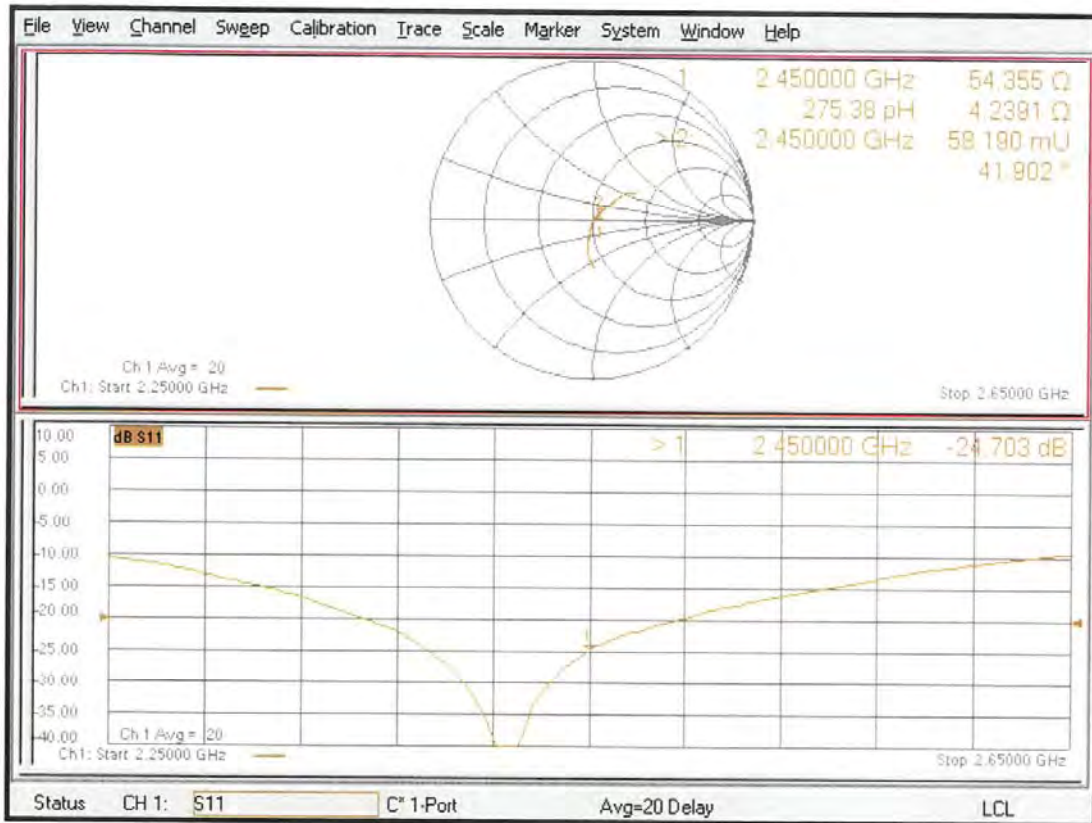 File View Channel Sweep Calibration Trace Scale Marker System Window Help
1 2.450000 GHz 54.355 Ω
275.38 pH 4.2391 Ω
> 2 2.450000 GHz 58.190 mU
41.902 °
2
1
Ch 1 Avg = 20
Ch1: Start 2.25000 GHz
Stop 2.65000 GHz
10.00 dB S11 > 1 2.450000 GHz -24.703 dB
5.00
0.00
-5.00
-10.00
-15.00
-20.00
-25.00 1
-30.00
-35.00
-40.00 Ch 1 Avg = 20
Ch1: Start 2.25000 GHz
Stop 2.65000 GHz
Status CH 1: S11 C* 1-Port Avg=20 Delay LCL